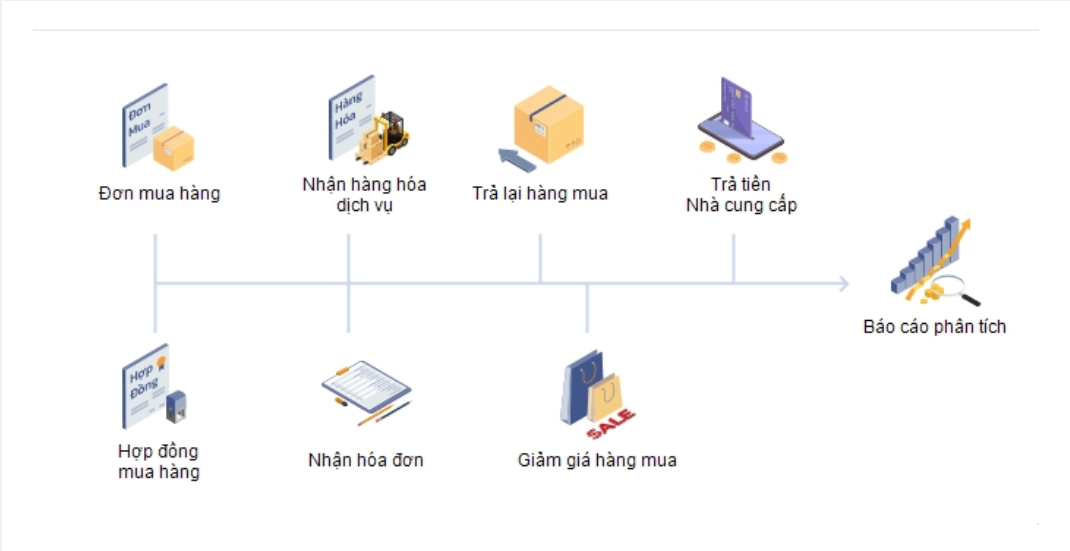 Đơn
Mua
Đơn mua hàng
Hàng
Hóa
Nhận hàng hóa
dịch vụ
Trả lại hàng mua
Trả tiền
Nhà cung cấp
Báo cáo phân tích
Hợp
Đồng
Hợp đồng
mua hàng
Nhận hóa đơn
SALE
Giảm giá hàng mua